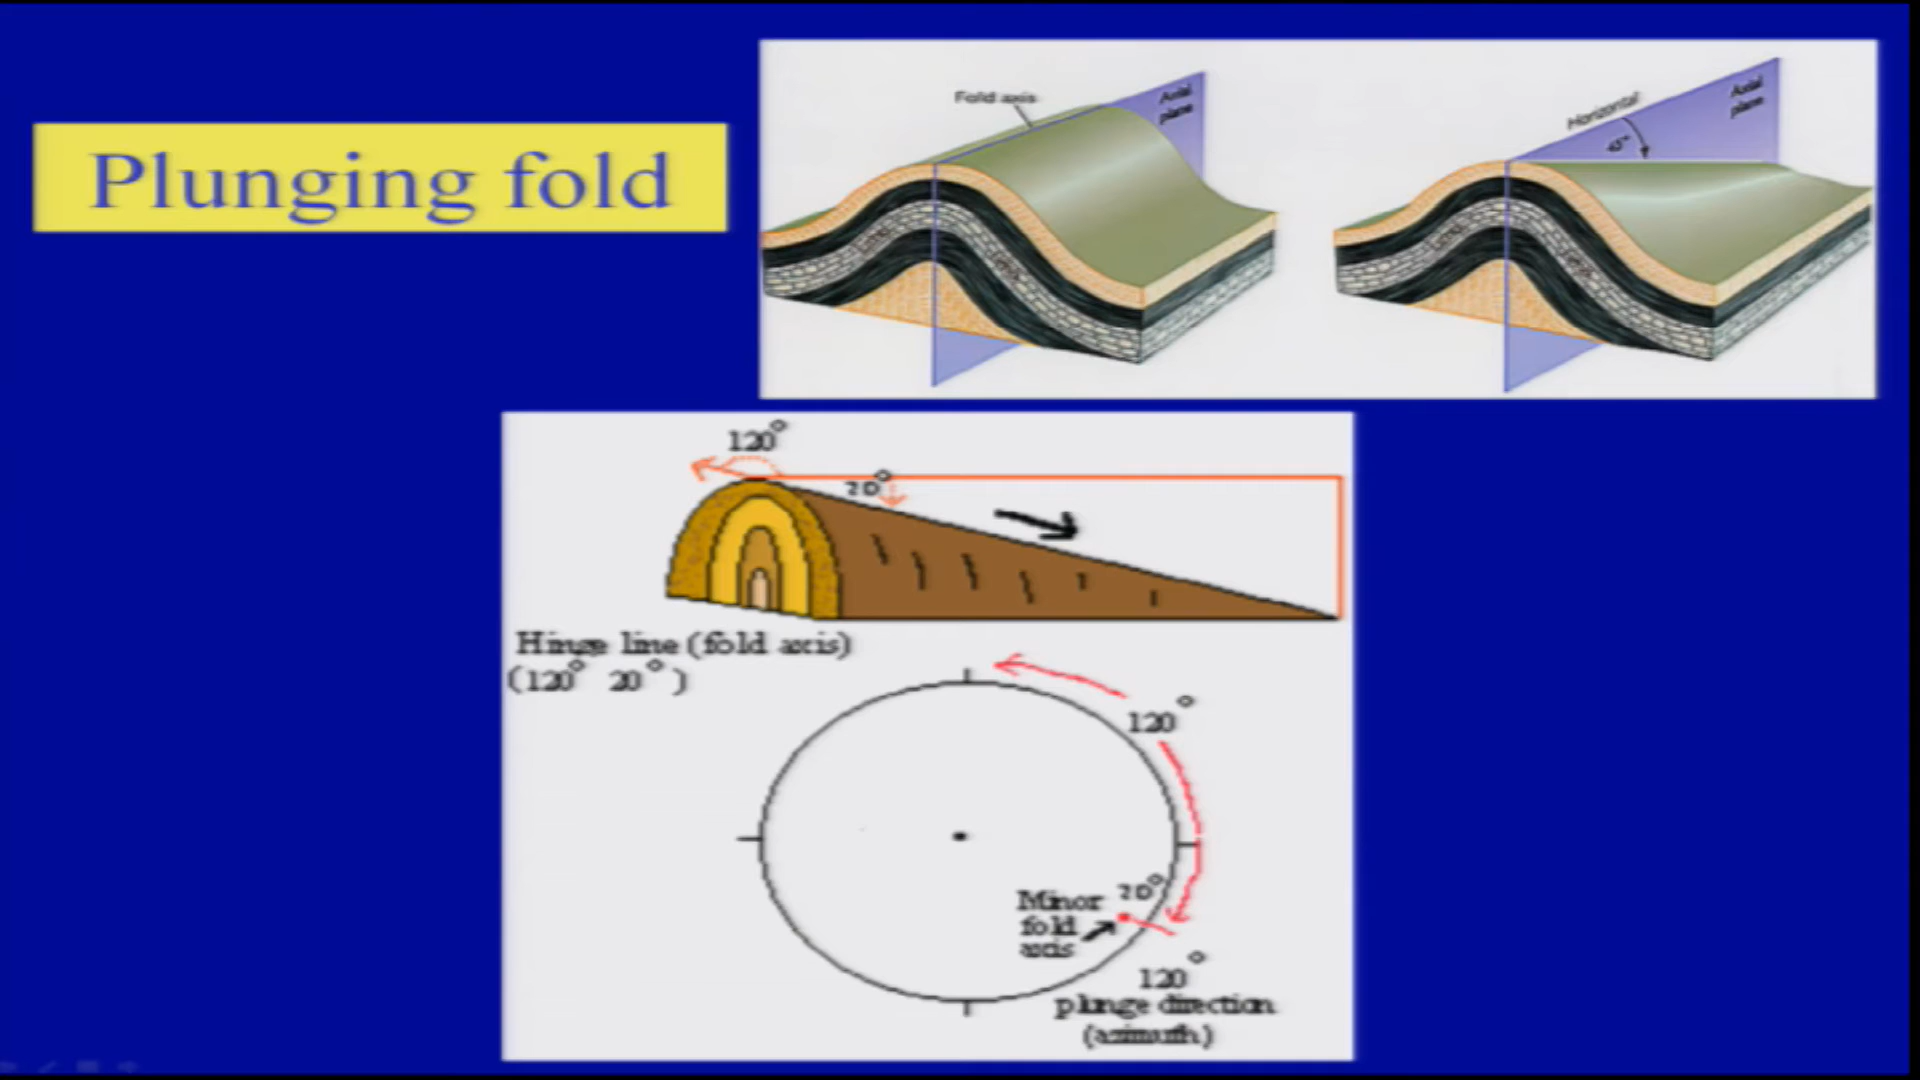 Plunging fold
Fold axis
Axial
plane
Horizontal
45°
Axial
plane
120°
20°
Hinge line (fold axis)
(120° 20°)
120°
Minor
fold
axis
20°
120°
plunge direction
(azimuth)